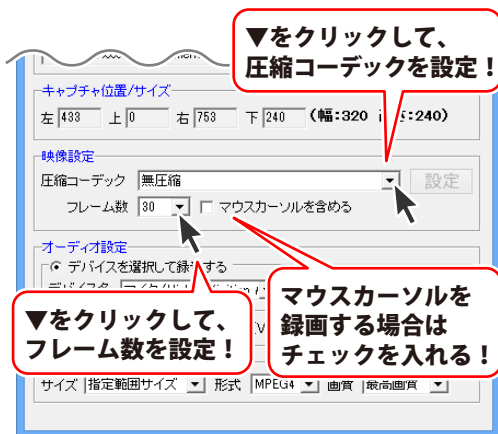 ▼をクリックして、
圧縮コーデックを設定！
キャプチャ位置/サイズ
左 433 上 0 右 753 下 240 (幅:320 :240)
映像設定
圧縮コーデック 無圧縮 設定
フレーム数 30 マウスカーソルを含める
オーディオ設定
デバイスを選択して録 する
▼をクリックして、
フレーム数を設定！
マウスカーソルを
録画する場合は
チェックを入れる！
サイズ 指定範囲サイズ 形式 MPEG4 画質 最高画質